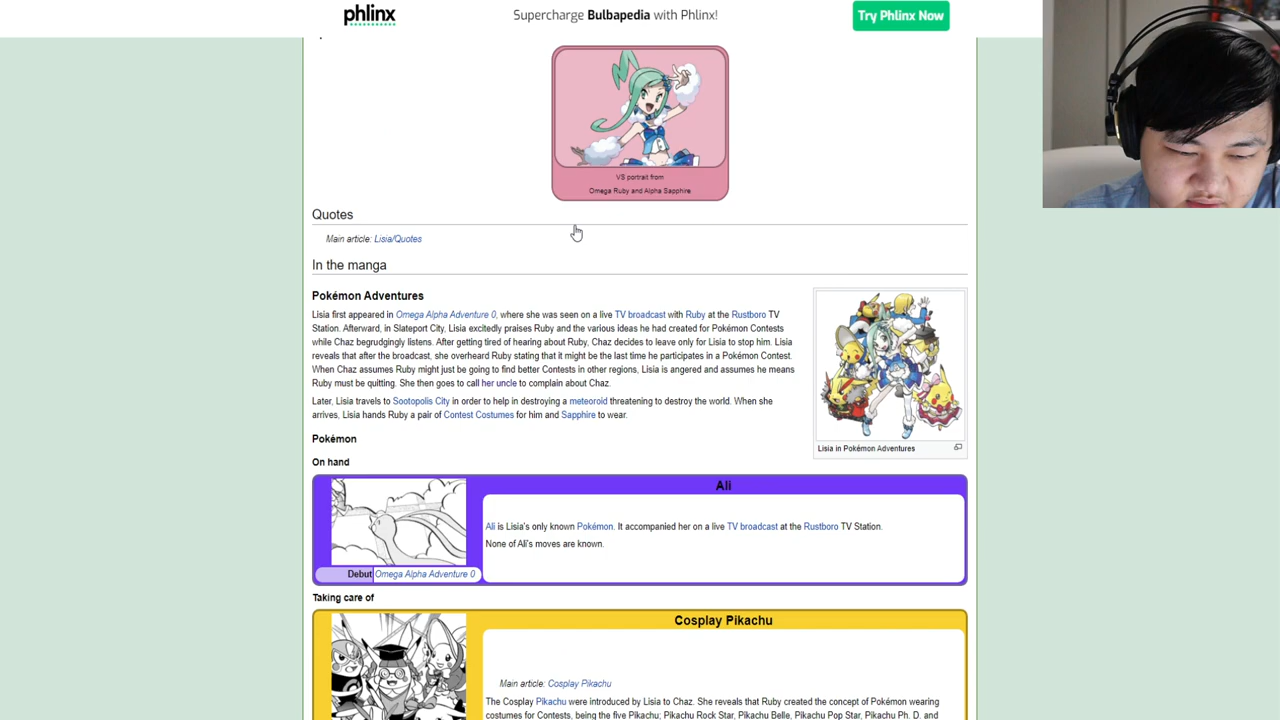 phlinx
Supercharge Bulbapedia with Phlinx!
Try Phlinx Now
VS portrait from
Omega Ruby and Alpha Sapphire
Quotes
Main article: Lisia/Quotes
In the manga
Pokémon Adventures
Lisia first appeared in Omega Alpha Adventure 0, where she was seen on a live TV broadcast with Ruby at the Rustboro TV
Station. Afterward, in Slateport City, Lisia excitedly praises Ruby and the various ideas he had created for Pokémon Contests
while Chaz begrudgingly listens. After getting tired of hearing about Ruby, Chaz decides to leave only for Lisia to stop him. Lisia
reveals that after the broadcast, she overheard Ruby stating that it might be the last time he participates in a Pokémon Contest.
When Chaz assumes Ruby might just be going to find better Contests in other regions, Lisia is angered and assumes he means
Ruby must be quitting. She then goes to call her uncle to complain about Chaz.
Later, Lisia travels to Sootopolis City in order to help in destroying a meteoroid threatening to destroy the world. When she
arrives, Lisia hands Ruby a pair of Contest Costumes for him and Sapphire to wear.
Lisia in Pokémon Adventures
Pokémon
On hand
Ali
Ali is Lisia's only known Pokémon. It accompanied her on a live TV broadcast at the Rustboro TV Station.
None of Ali's moves are known.
Debut Omega Alpha Adventure 0
Taking care of
Cosplay Pikachu
Main article: Cosplay Pikachu
The Cosplay Pikachu were introduced by Lisia to Chaz. She reveals that Ruby created the concept of Pokémon wearing
costumes for Contests, being the five Pikachu; Pikachu Rock Star, Pikachu Belle, Pikachu Pop Star, Pikachu Ph. D. and